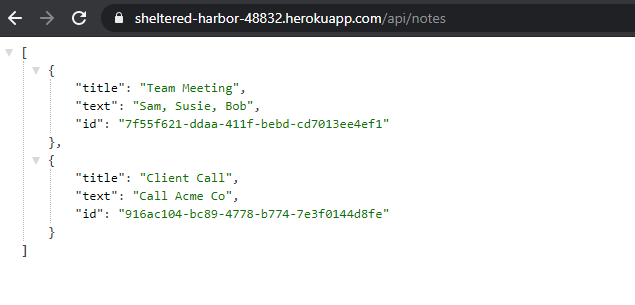 sheltered-harbor-48832.herokuapp.com/api/notes
[
{
"title": "Team Meeting",
"text": "Sam, Susie, Bob",
"id": "7f55f621-ddaa-411f-bebd-cd7013ee4ef1"
},
{
"title": "Client Call",
"text": "Call Acme Co",
"id": "916ac104-bc89-4778-b774-7e3f0144d8fe"
}
]